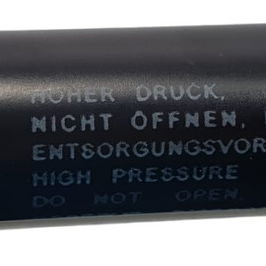 HOHER DRUCK,
NICHT ÖFFNEN,
ENTSORGUNGSVOR
HIGH PRESSURE
DO NOT OPEN.